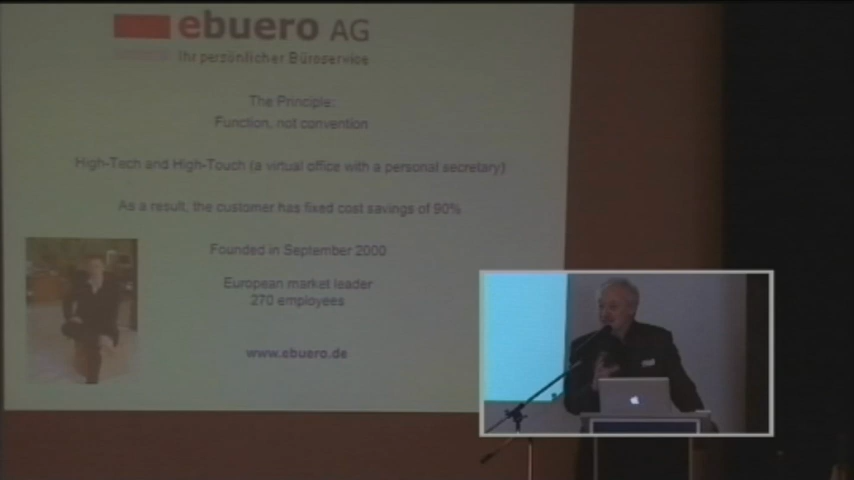 ebuero AG
Ihr persönlicher Büroservice
The Principle:
Function, not convention
High-Tech and High-Touch (a virtual office with a personal secretary)
As a result, the customer has fixed cost savings of 90%
Founded in September 2000
European market leader
270 employees
www.ebuero.de